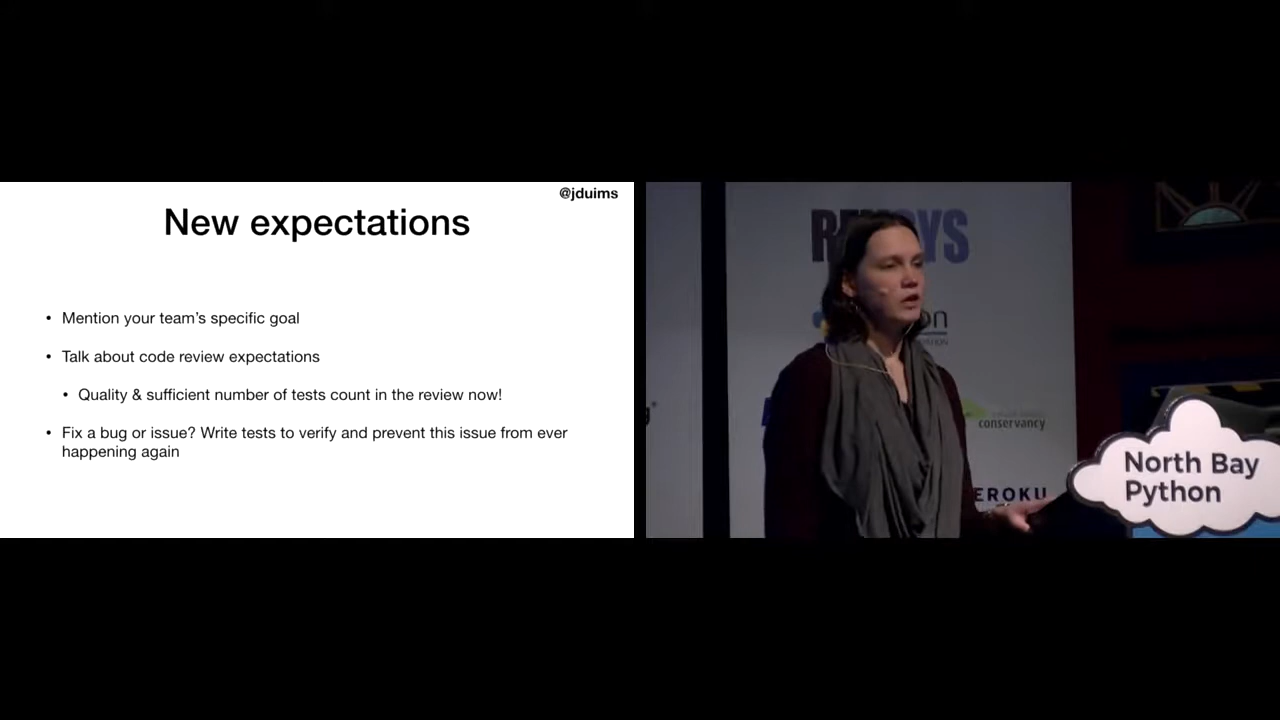 @jduims
New expectations
• Mention your team's specific goal
• Talk about code review expectations
• Quality & sufficient number of tests count in the review now!
• Fix a bug or issue? Write tests to verify and prevent this issue from ever
happening again
conservancy
EROKU
North Bay
Python